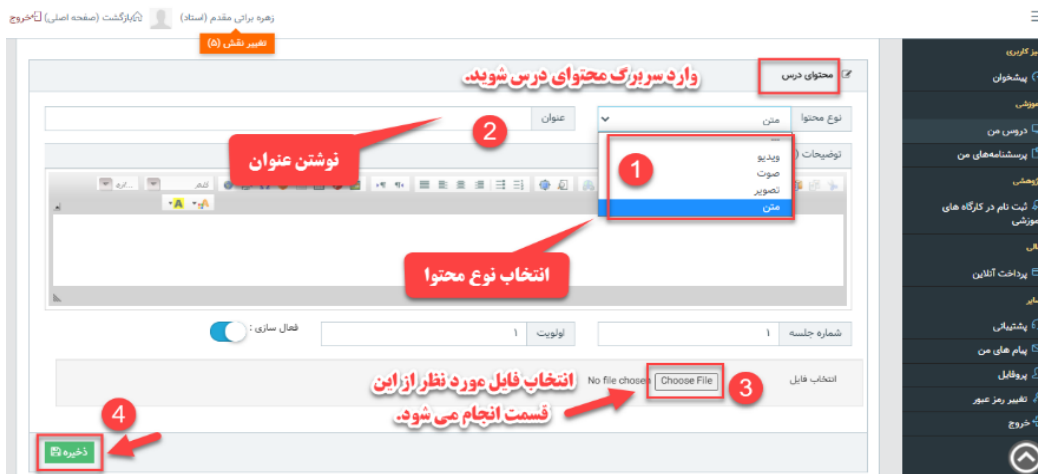 زهره براتی مقدم (استاد)
بازگشت (صفحه اصلی)
خروج
تغییر نقش (۵)
پیشخوان
دروس من
پرسشنامه‌های من
ثبت نام در کارگاه های
پرداخت آنلاین
پشتیبانی
پیام های من
پروفایل
تغییر رمز عبور
خروج
محتوای درس
وارد سربرگ محتوای درس شوید.
نوع محتوا
متن
عنوان
---
ویدیو
صوت
تصویر
متن
1
2
نوشتن عنوان
توضیحات
انتخاب نوع محتوا
شماره جلسه
۱
اولویت
۱
فعال سازی :
انتخاب فایل
Choose File No file chosen
3
انتخاب فایل مورد نظر از این
قسمت انجام می شود.
4
ذخیره